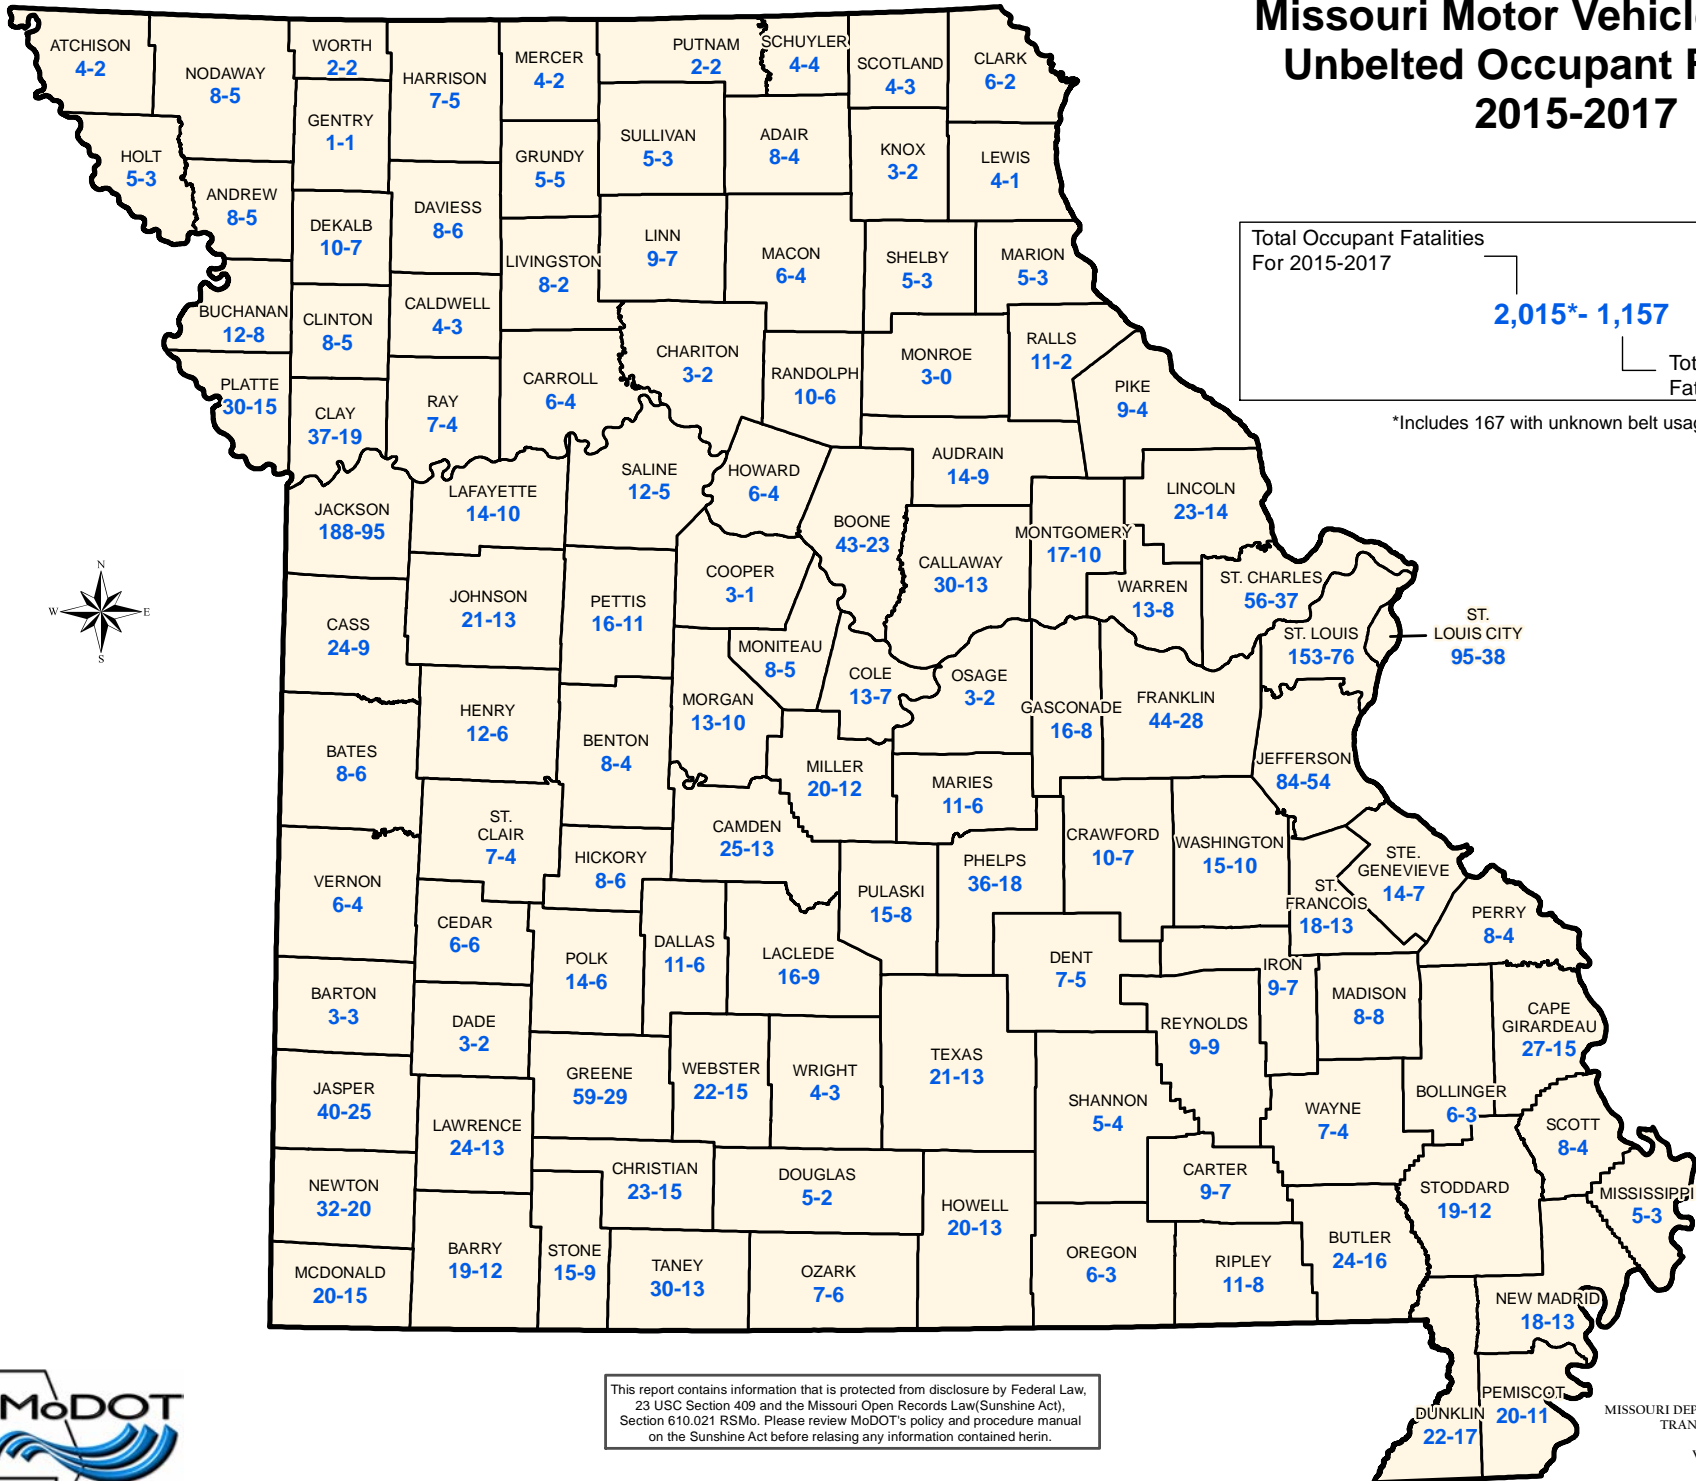 Missouri Motor Vehicle
Unbelted Occupant
2015-2017
Total Occupant Fatalities
For 2015-2017
2,015*- 1,157
*Includes 167 with unknown belt
ATCHISON
4-2
NODAWAY
8-5
WORTH
2-2
HARRISON
7-5
MERCER
4-2
PUTNAM
2-2
SCHUYLER
4-4
SCOTLAND
4-3
CLARK
6-2
HOLT
5-3
GENTRY
1-1
GRUNDY
5-5
SULLIVAN
5-3
ADAIR
8-4
KNOX
3-2
LEWIS
4-1
ANDREW
8-5
DEKALB
10-7
DAVIESS
8-6
LIVINGSTON
8-2
LINN
9-7
MACON
6-4
SHELBY
5-3
MARION
5-3
BUCHANAN
12-8
CLINTON
8-5
CALDWELL
4-3
CHARITON
3-2
RANDOLPH
10-6
MONROE
3-0
RALLS
11-2
PIKE
9-4
PLATTE
30-15
CLAY
37-19
RAY
7-4
CARROLL
6-4
SALINE
12-5
HOWARD
6-4
AUDRAIN
14-9
LINCOLN
23-14
JACKSON
188-95
LAFAYETTE
14-10
BOONE
43-23
CALLAWAY
30-13
MONTGOMERY
17-10
WARREN
13-8
ST. CHARLES
56-37
COOPER
3-1
CASS
24-9
JOHNSON
21-13
PETTIS
16-11
MONITEAU
8-5
COLE
13-7
OSAGE
3-2
GASCONADE
16-8
FRANKLIN
44-28
ST. LOUIS
153-76
ST.
LOUIS CITY
95-38
BATES
8-6
HENRY
12-6
BENTON
8-4
MORGAN
13-10
MILLER
20-12
MARIES
11-6
JEFFERSON
84-54
ST.
CLAIR
7-4
HICKORY
8-6
CAMDEN
25-13
PULASKI
15-8
PHELPS
36-18
CRAWFORD
10-7
WASHINGTON
15-10
ST.
FRANCOIS
18-13
STE.
GENEVIEVE
14-7
PERRY
8-4
VERNON
6-4
CEDAR
6-6
POLK
14-6
DALLAS
11-6
LACLEDE
16-9
DENT
7-5
IRON
9-7
MADISON
8-8
CAPE
GIRARDEAU
27-15
BARTON
3-3
DADE
3-2
GREENE
59-29
WEBSTER
22-15
WRIGHT
4-3
TEXAS
21-13
REYNOLDS
9-9
BOLLINGER
6-3
JASPER
40-25
LAWRENCE
24-13
SHANNON
5-4
WAYNE
7-4
SCOTT
8-4
NEWTON
32-20
CHRISTIAN
23-15
DOUGLAS
5-2
HOWELL
20-13
CARTER
9-7
STODDARD
19-12
MISSISSIPPI
5-3
MCDONALD
20-15
BARRY
19-12
STONE
15-9
TANEY
30-13
OZARK
7-6
OREGON
6-3
RIPLEY
11-8
BUTLER
24-16
NEW MADRID
18-13
DUNKLIN
22-17
PEMISCOT
20-11
N
W E
S
MoDOT
This report contains information that is protected from disclosure by Federal Law,
23 USC Section 409 and the Missouri Open Records Law(Sunshine Act),
Section 610.021 RSMo. Please review MoDOT's policy and procedure manual
on the Sunshine Act before relasing any information contained herin.
MISSOURI